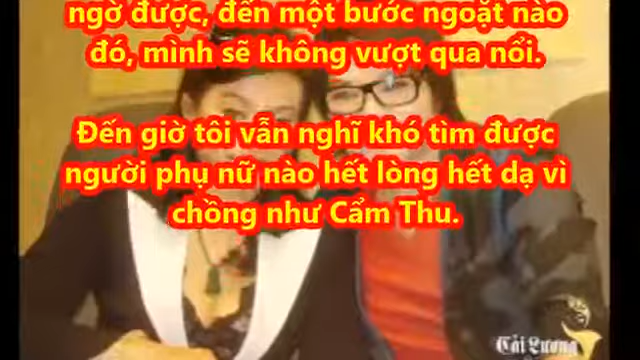 ngờ được, đến một bước ngoặt nào
đó, mình sẽ không vượt qua nổi.
Đến giờ tôi vẫn nghĩ khó tìm được
người phụ nữ nào hết lòng hết dạ vì
chồng như Cẩm Thu.
Cải Lương